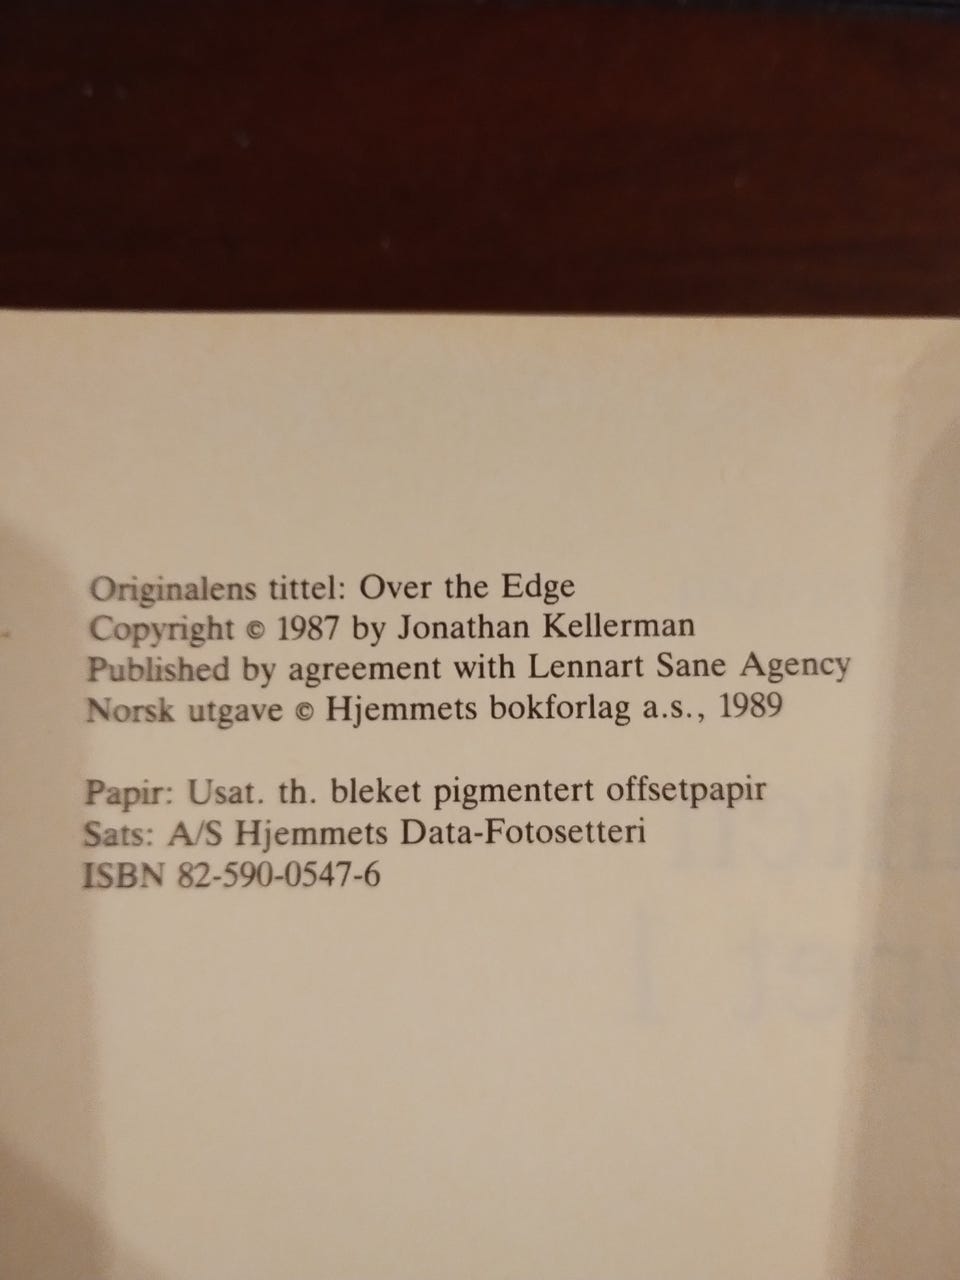 Originalens tittel: Over the Edge
Copyright © 1987 by Jonathan Kellerman
Published by agreement with Lennart Sane Agency
Norsk utgave © Hjemmets bokforlag a.s., 1989
Papir: Usat. th. bleket pigmentert offsetpapir
Sats: A/S Hjemmets Data-Fotosetteri
ISBN 82-590-0547-6